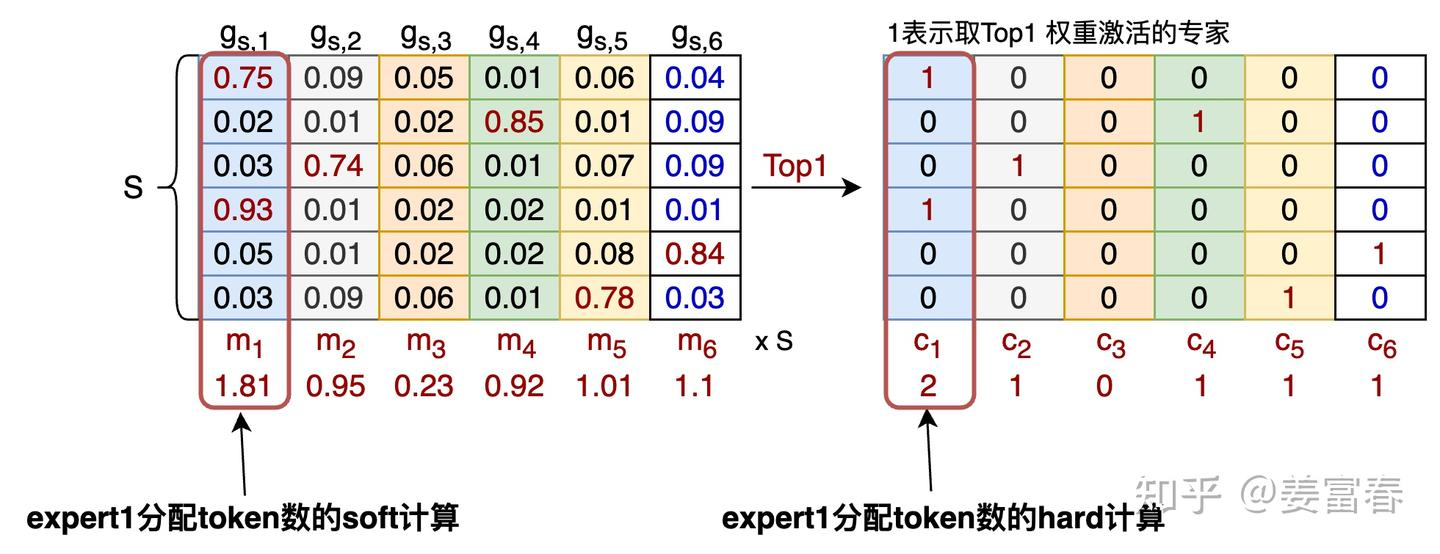 g_s,1 g_s,2 g_s,3 g_s,4 g_s,5 g_s,6
0.75 0.09 0.05 0.01 0.06 0.04
0.02 0.01 0.02 0.85 0.01 0.09
0.03 0.74 0.06 0.01 0.07 0.09
0.93 0.01 0.02 0.02 0.01 0.01
0.05 0.01 0.02 0.02 0.08 0.84
0.03 0.09 0.06 0.01 0.78 0.03
S
m_1 m_2 m_3 m_4 m_5 m_6 x S
1.81 0.95 0.23 0.92 1.01 1.1
expert1分配token数的soft计算
Top1
1表示取Top1 权重激活的专家
1 0 0 0 0 0
0 0 0 1 0 0
0 1 0 0 0 0
1 0 0 0 0 0
0 0 0 0 0 1
0 0 0 0 1 0
c_1 c_2 c_3 c_4 c_5 c_6
2 1 0 1 1 1
expert1分配token数的hard计算
知乎 @姜富春